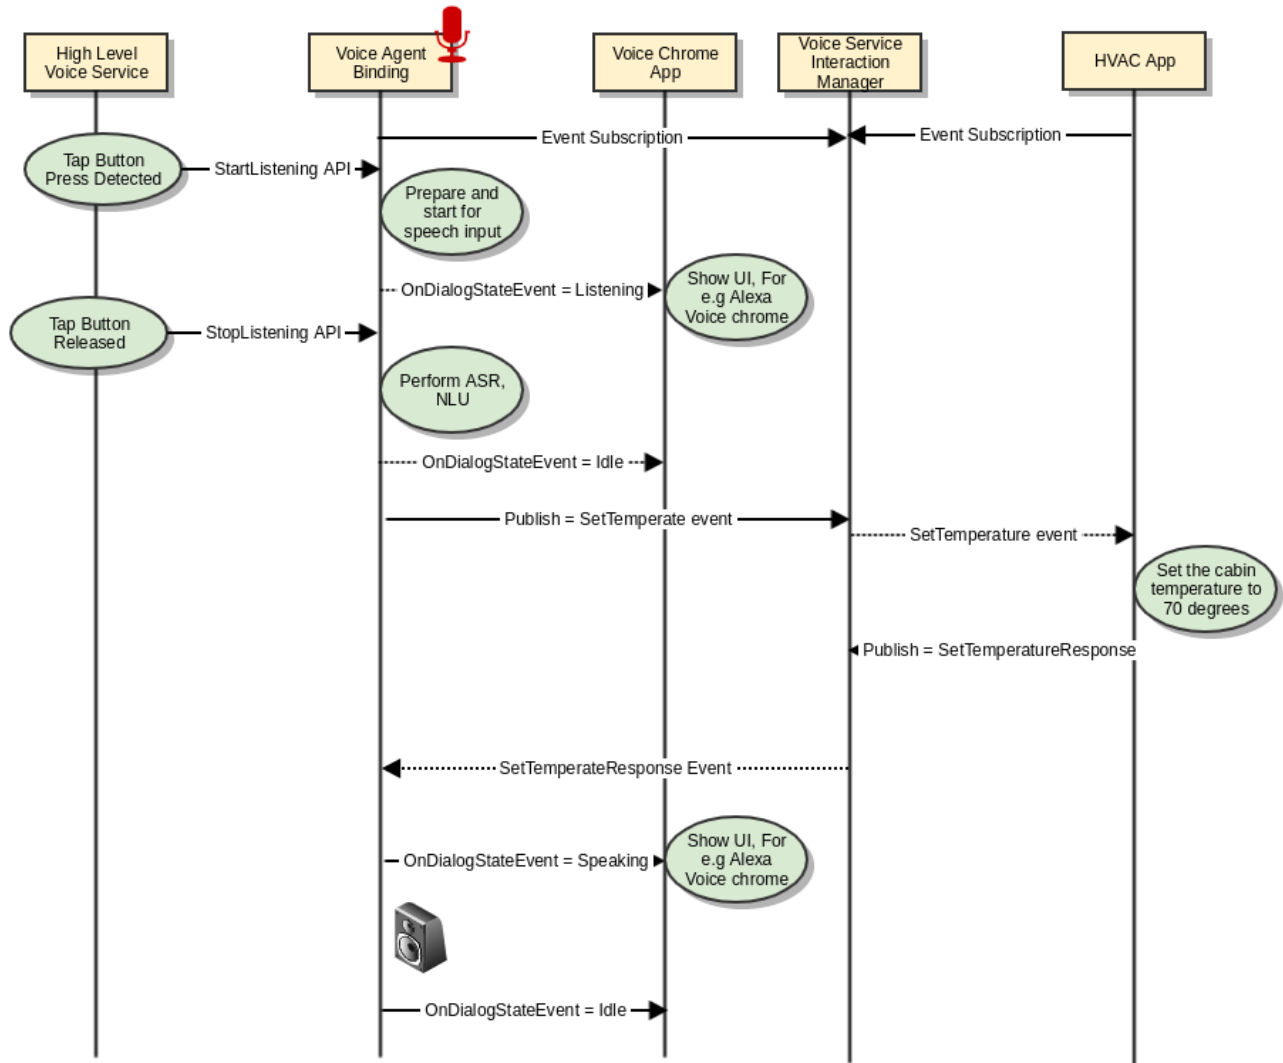 High Level
Voice Service
Voice Agent
Binding
Voice Chrome
App
Voice Service
Interaction
Manager
HVAC App
Event Subscription
Event Subscription
Tap Button
Press Detected
StartListening API
Prepare and
start for
speech input
OnDialogStateEvent = Listening
Show UI, For
e.g Alexa
Voice chrome
Tap Button
Released
StopListening API
Perform ASR,
NLU
OnDialogStateEvent = Idle
Publish = SetTemperate event
SetTemperature event
Set the cabin
temperature to
70 degrees
Publish = SetTemperatureResponse
SetTemperateResponse Event
OnDialogStateEvent = Speaking
Show UI, For
e.g Alexa
Voice chrome
OnDialogStateEvent = Idle